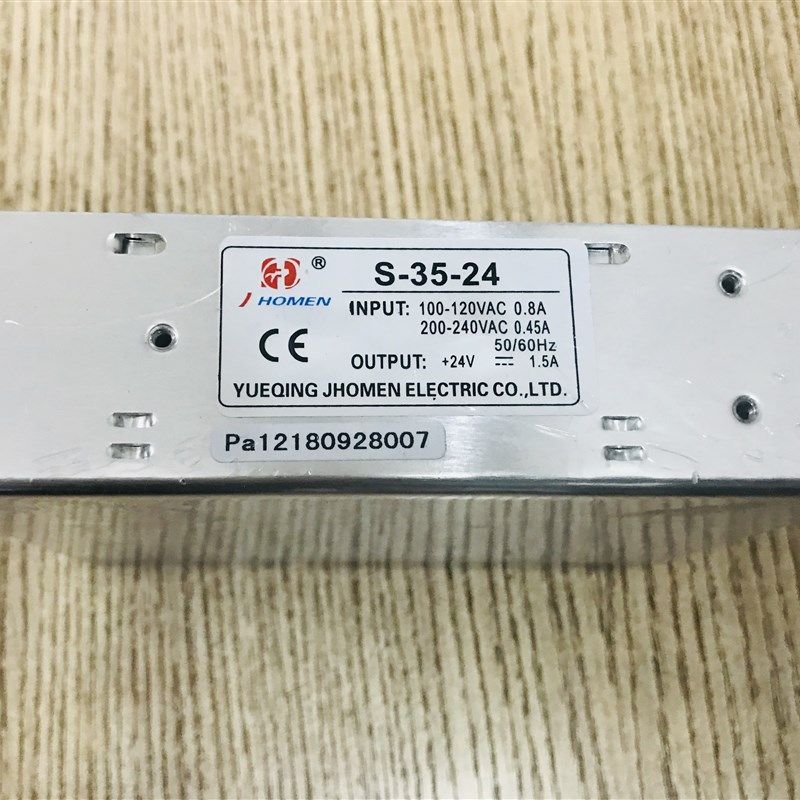 ®
S-35-24
J HOMEN
INPUT: 100-120VAC 0.8A
200-240VAC 0.45A
50/60Hz
CE
OUTPUT: +24V ⎓ 1.5A
YUEQING JHOMEN ELECTRIC CO.,LTD.
Pa12180928007